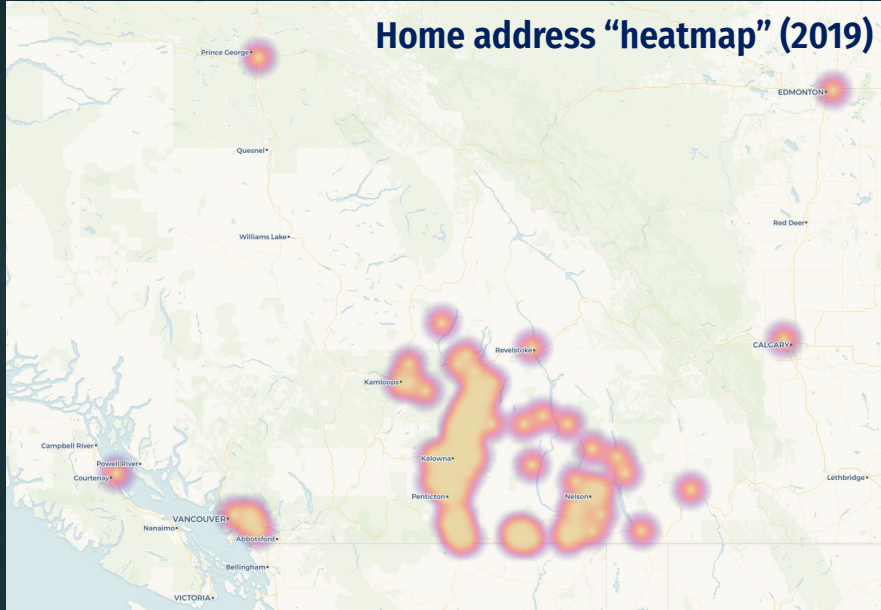 Home address “heatmap” (2019)
Prince George
EDMONTON
Quesnel
Red Deer
Williams Lake
Revelstoke
CALGARY
Kamloops
Campbell River
Kelowna
Powell River
Courtenay
Lethbridge
Penticton
Nelson
VANCOUVER
Nanaimo
Abbotsford
Bellingham
VICTORIA